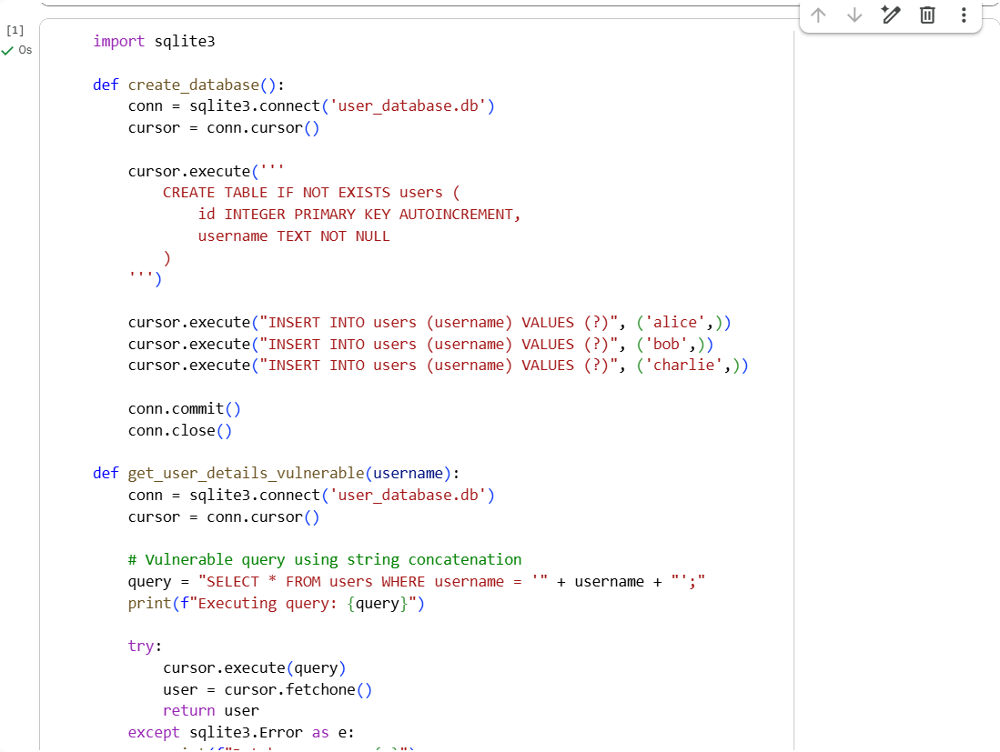 [1]
0s
import sqlite3
def create_database():
    conn = sqlite3.connect('user_database.db')
    cursor = conn.cursor()
    cursor.execute('''
        CREATE TABLE IF NOT EXISTS users (
            id INTEGER PRIMARY KEY AUTOINCREMENT,
            username TEXT NOT NULL
        )
    ''')
    cursor.execute("INSERT INTO users (username) VALUES (?)", ('alice',))
    cursor.execute("INSERT INTO users (username) VALUES (?)", ('bob',))
    cursor.execute("INSERT INTO users (username) VALUES (?)", ('charlie',))
    conn.commit()
    conn.close()
def get_user_details_vulnerable(username):
    conn = sqlite3.connect('user_database.db')
    cursor = conn.cursor()
    # Vulnerable query using string concatenation
    query = "SELECT * FROM users WHERE username = '" + username + "';"
    print(f"Executing query: {query}")
    try:
        cursor.execute(query)
        user = cursor.fetchone()
        return user
    except sqlite3.Error as e: